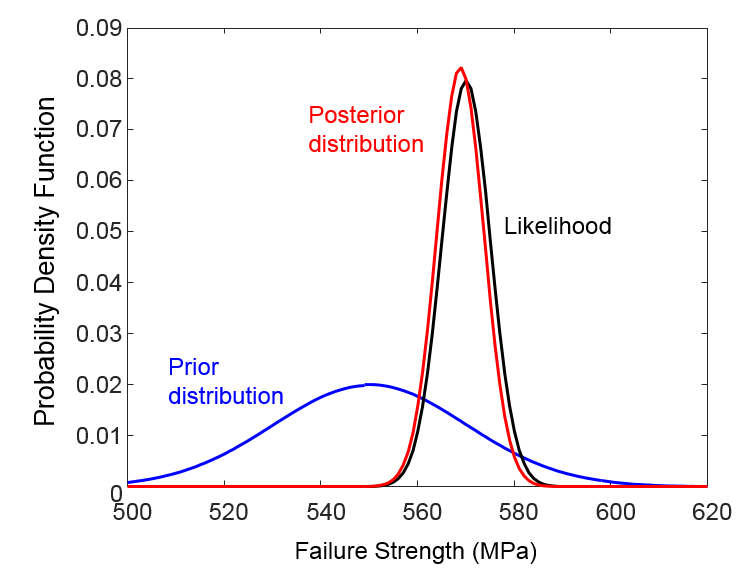 0.09
0.08
0.07
0.06
0.05
0.04
0.03
0.02
0.01
0
Probability Density Function
Posterior
distribution
Likelihood
Prior
distribution
500 520 540 560 580 600 620
Failure Strength (MPa)